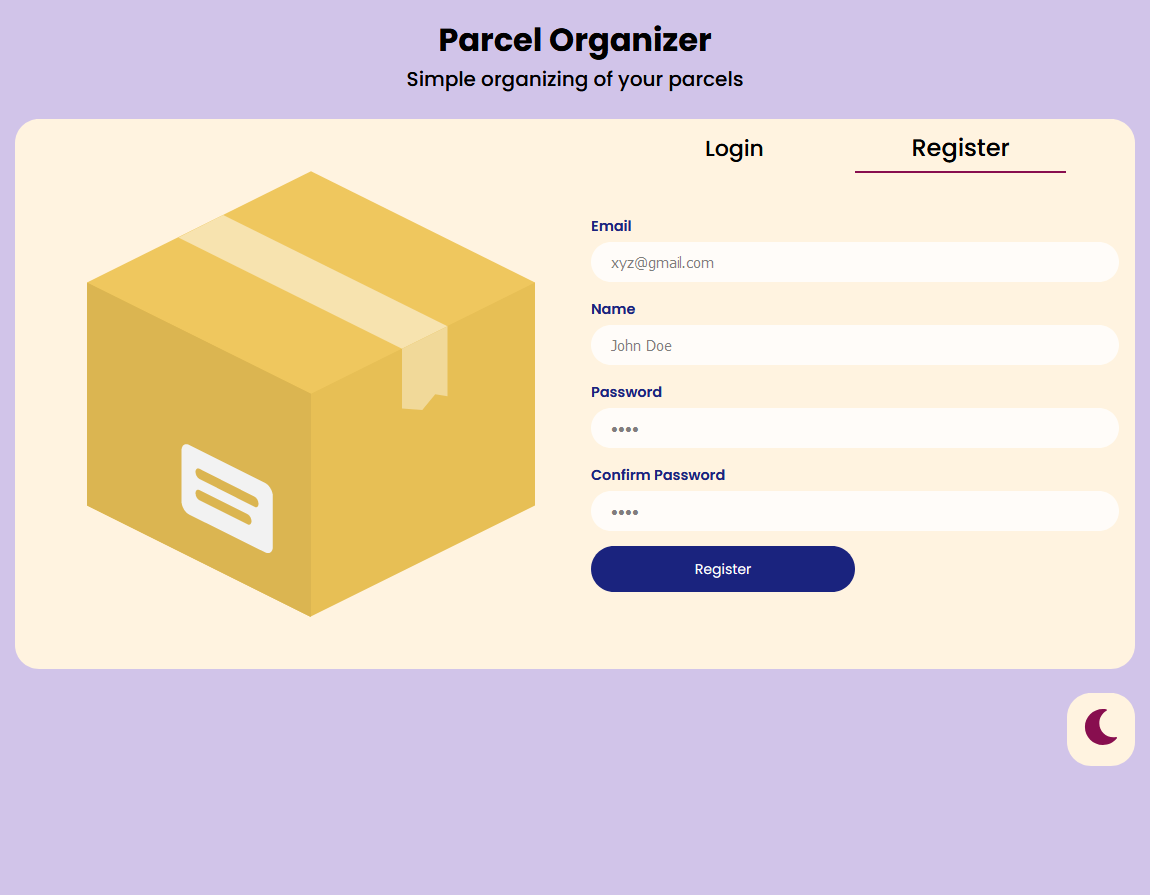 Parcel Organizer
Simple organizing of your parcels
Login
Register
Email
xyz@gmail.com
Name
John Doe
Password
••••
Confirm Password
••••
Register